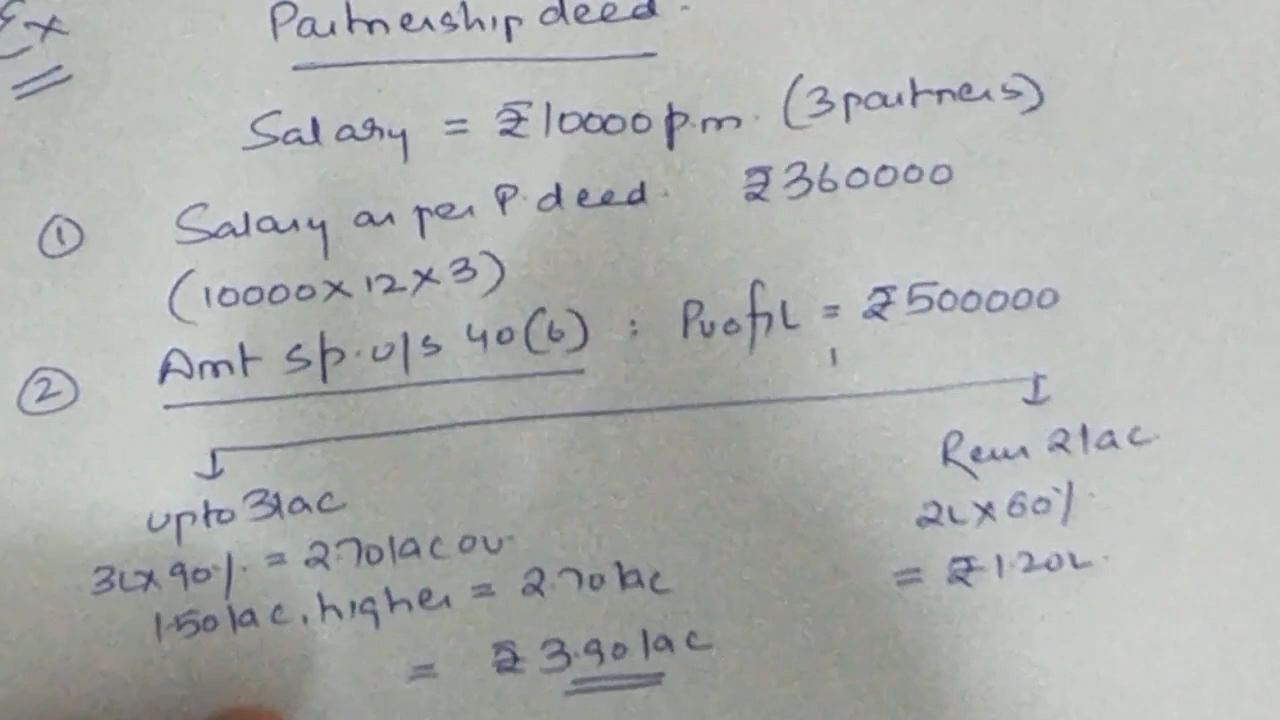 Ex
Partnership deed.
Salary = ₹10000 p.m. (3 partners)
① Salary as per P. deed. ₹360000
(10000 × 12 × 3)
② Amt sp. u/s 40(b) : Profit = ₹500000
upto 3lac
Rem 2lac
3L × 90% = 2.70lac or
2L × 60%
1.50lac, higher = 2.70lac
= ₹1.20L.
= ₹3.90lac